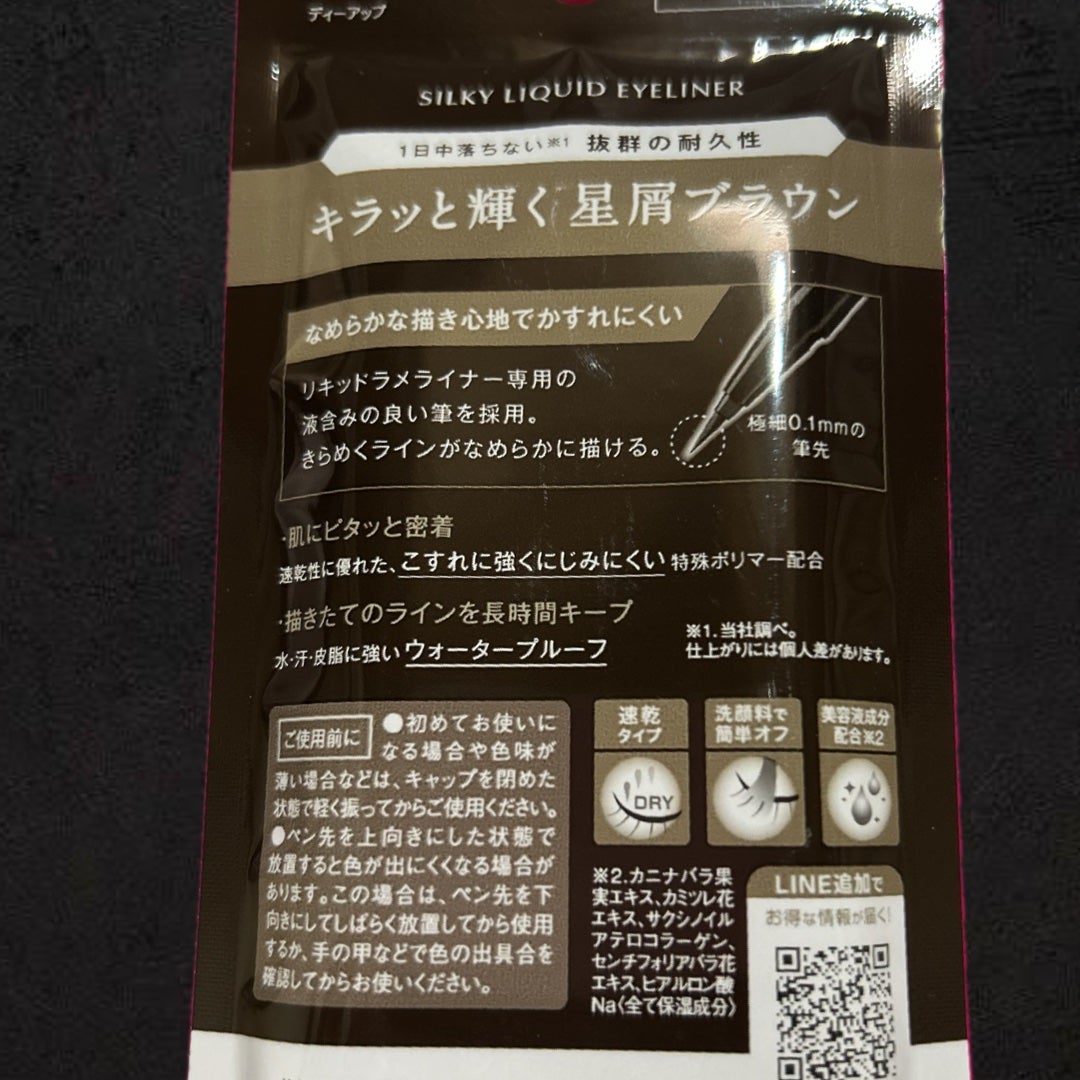 ディーアップ
SILKY LIQUID EYELINER
1日中落ちない※1 抜群の耐久性
キラッと輝く星屑ブラウン
なめらかな描き心地でかすれにくい
リキッドラメライナー専用の
液含みの良い筆を採用。
きらめくラインがなめらかに描ける。
極細0.1mmの
筆先
・肌にピタッと密着
速乾性に優れた、こすれに強くにじみにくい 特殊ポリマー配合
・描きたてのラインを長時間キープ
水・汗・皮脂に強い ウォータープルーフ
※1.当社調べ。
仕上がりには個人差があります。
ご使用前に
●初めてお使いに
なる場合や色味が
薄い場合などは、キャップを閉めた
状態で軽く振ってからご使用ください。
●ペン先を上向きにした状態で
放置すると色が出にくくなる場合が
あります。この場合は、ペン先を下
向きにしてしばらく放置してから使用
するか、手の甲などで色の出具合を
確認してからお使いください。
速乾
タイプ
DRY
洗顔料で
簡単オフ
美容液成分
配合※2
※2.カニナバラ果
実エキス、カミツレ花
エキス、サクシノイル
アテロコラーゲン、
センチフォリアバラ花
エキス、ヒアルロン酸
Na〈全て保湿成分〉
LINE追加で
お得な情報が届く!